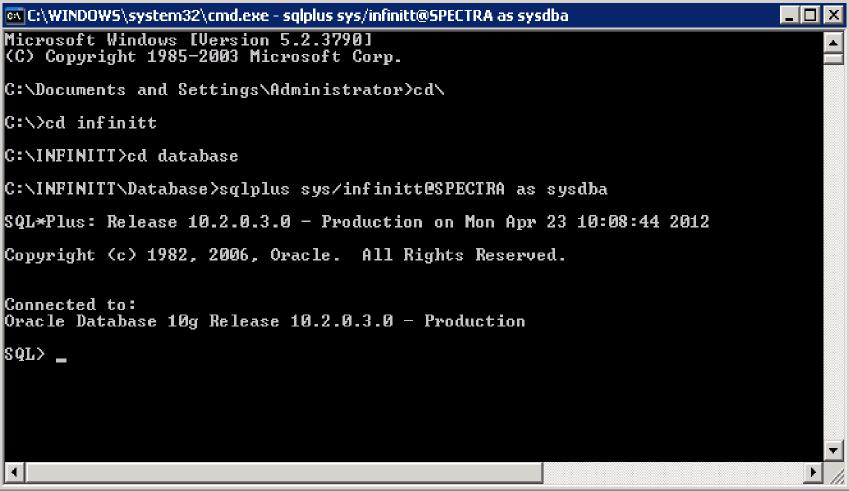 C:\WINDOWS\system32\cmd.exe - sqlplus sys/infinitt@SPECTRA as sysdba
Microsoft Windows [Version 5.2.3790]
(C) Copyright 1985-2003 Microsoft Corp.
C:\Documents and Settings\Administrator>cd\
C:\>cd infinitt
C:\INFINITT>cd database
C:\INFINITT\Database>sqlplus sys/infinitt@SPECTRA as sysdba
SQL*Plus: Release 10.2.0.3.0 - Production on Mon Apr 23 10:08:44 2012
Copyright (c) 1982, 2006, Oracle.  All Rights Reserved.
Connected to:
Oracle Database 10g Release 10.2.0.3.0 - Production
SQL> _